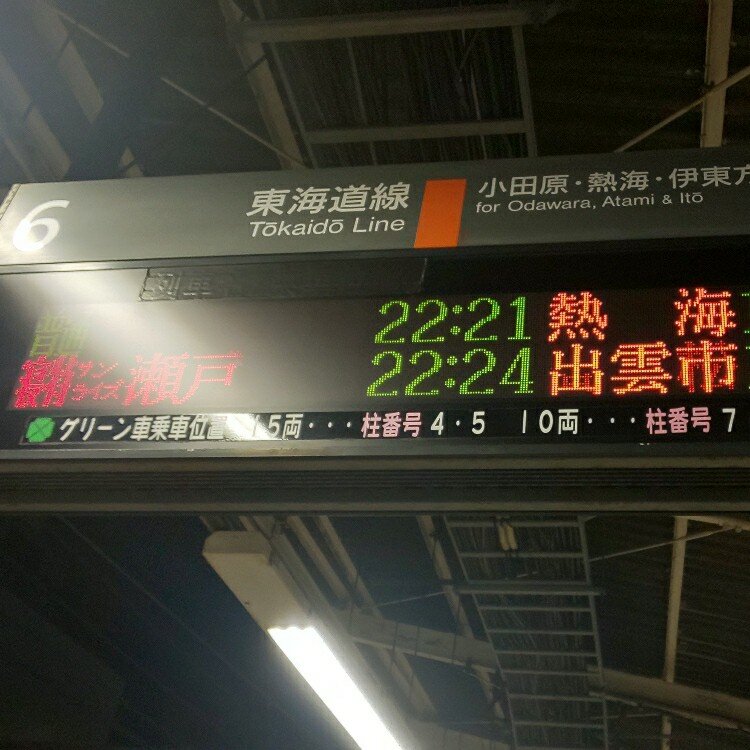 6
東海道線
Tōkaidō Line
小田原・熱海・伊東方
for Odawara, Atami & Itō
普通 22:21 熱海
サンライズ瀬戸 22:24 出雲市
グリーン車乗車位置 15両・・・柱番号4・5 10両・・・柱番号7